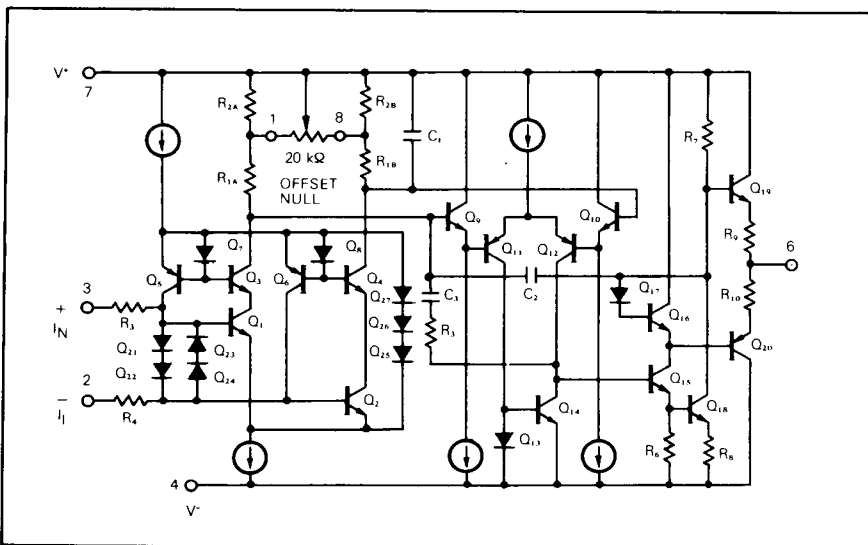 V+
7
R2A
1
8
R2B
C1
20 kΩ
R1A
R1B
OFFSET
NULL
R7
Q19
Q9
Q10
Q11
Q12
R9
6
Q7
Q8
Q5
Q3
Q6
Q4
Q27
C3
C2
Q17
R10
3
+
IN
R3
Q1
Q26
R3
Q16
Q20
Q21
Q23
Q25
Q22
Q24
2
−
II
R4
Q2
Q14
Q15
Q18
Q13
R6
R8
4
V-